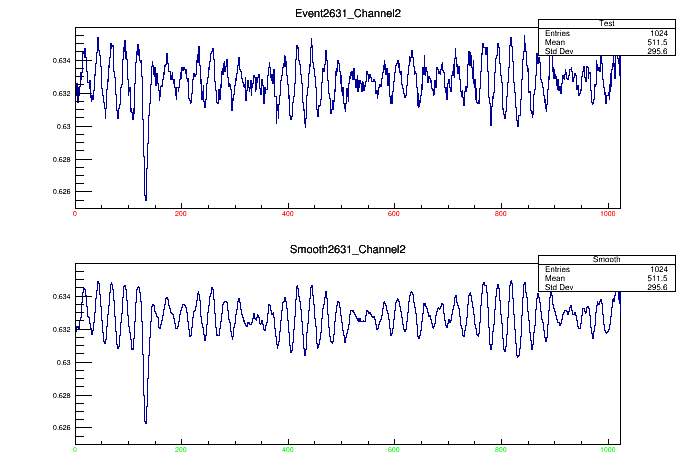 Event2631_Channel2
Test
Entries 1024
Mean 511.5
Std Dev 295.6
0.634
0.632
0.63
0.628
0.626
0 200 400 600 800 1000
Smooth2631_Channel2
Smooth
Entries 1024
Mean 511.5
Std Dev 295.6
0.634
0.632
0.63
0.628
0.626
0 200 400 600 800 1000